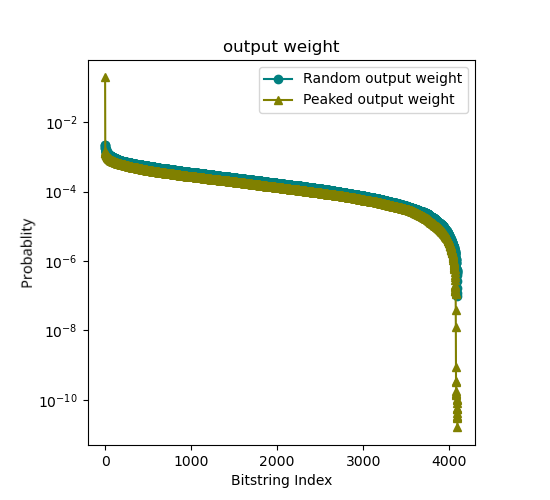 output weight
Random output weight
Peaked output weight
10⁻²
10⁻⁴
10⁻⁶
10⁻⁸
10⁻¹⁰
Probablity
0 1000 2000 3000 4000
Bitstring Index